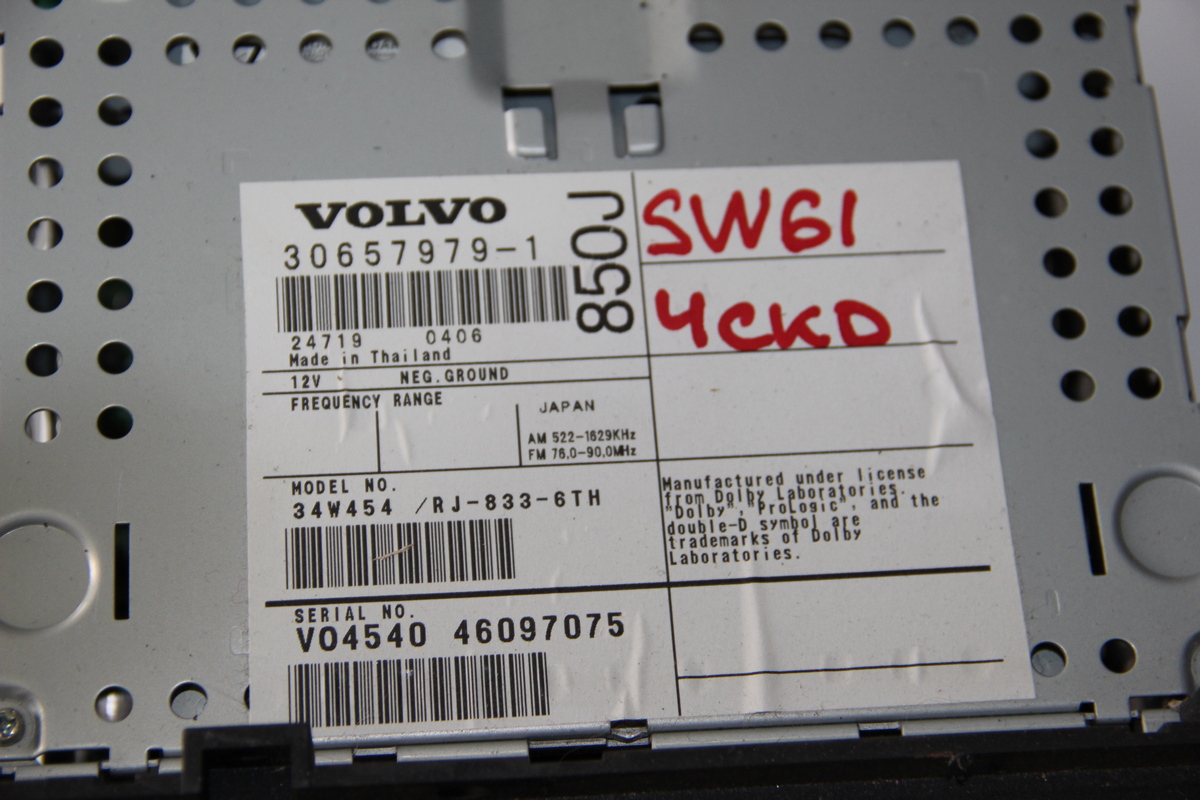 VOLVO
30657979-1
850J
24719 0406
Made in Thailand
12V NEG.GROUND
FREQUENCY RANGE
JAPAN
AM 522-1629KHz
FM 76.0-90.0MHz
MODEL NO.
34W454 /RJ-833-6TH
SERIAL NO.
VO4540 46097075
SW61
4CKD
Manufactured under license
from Dolby Laboratories.
"Dolby","ProLogic", and the
double-D symbol are
trademarks of Dolby
Laboratories.